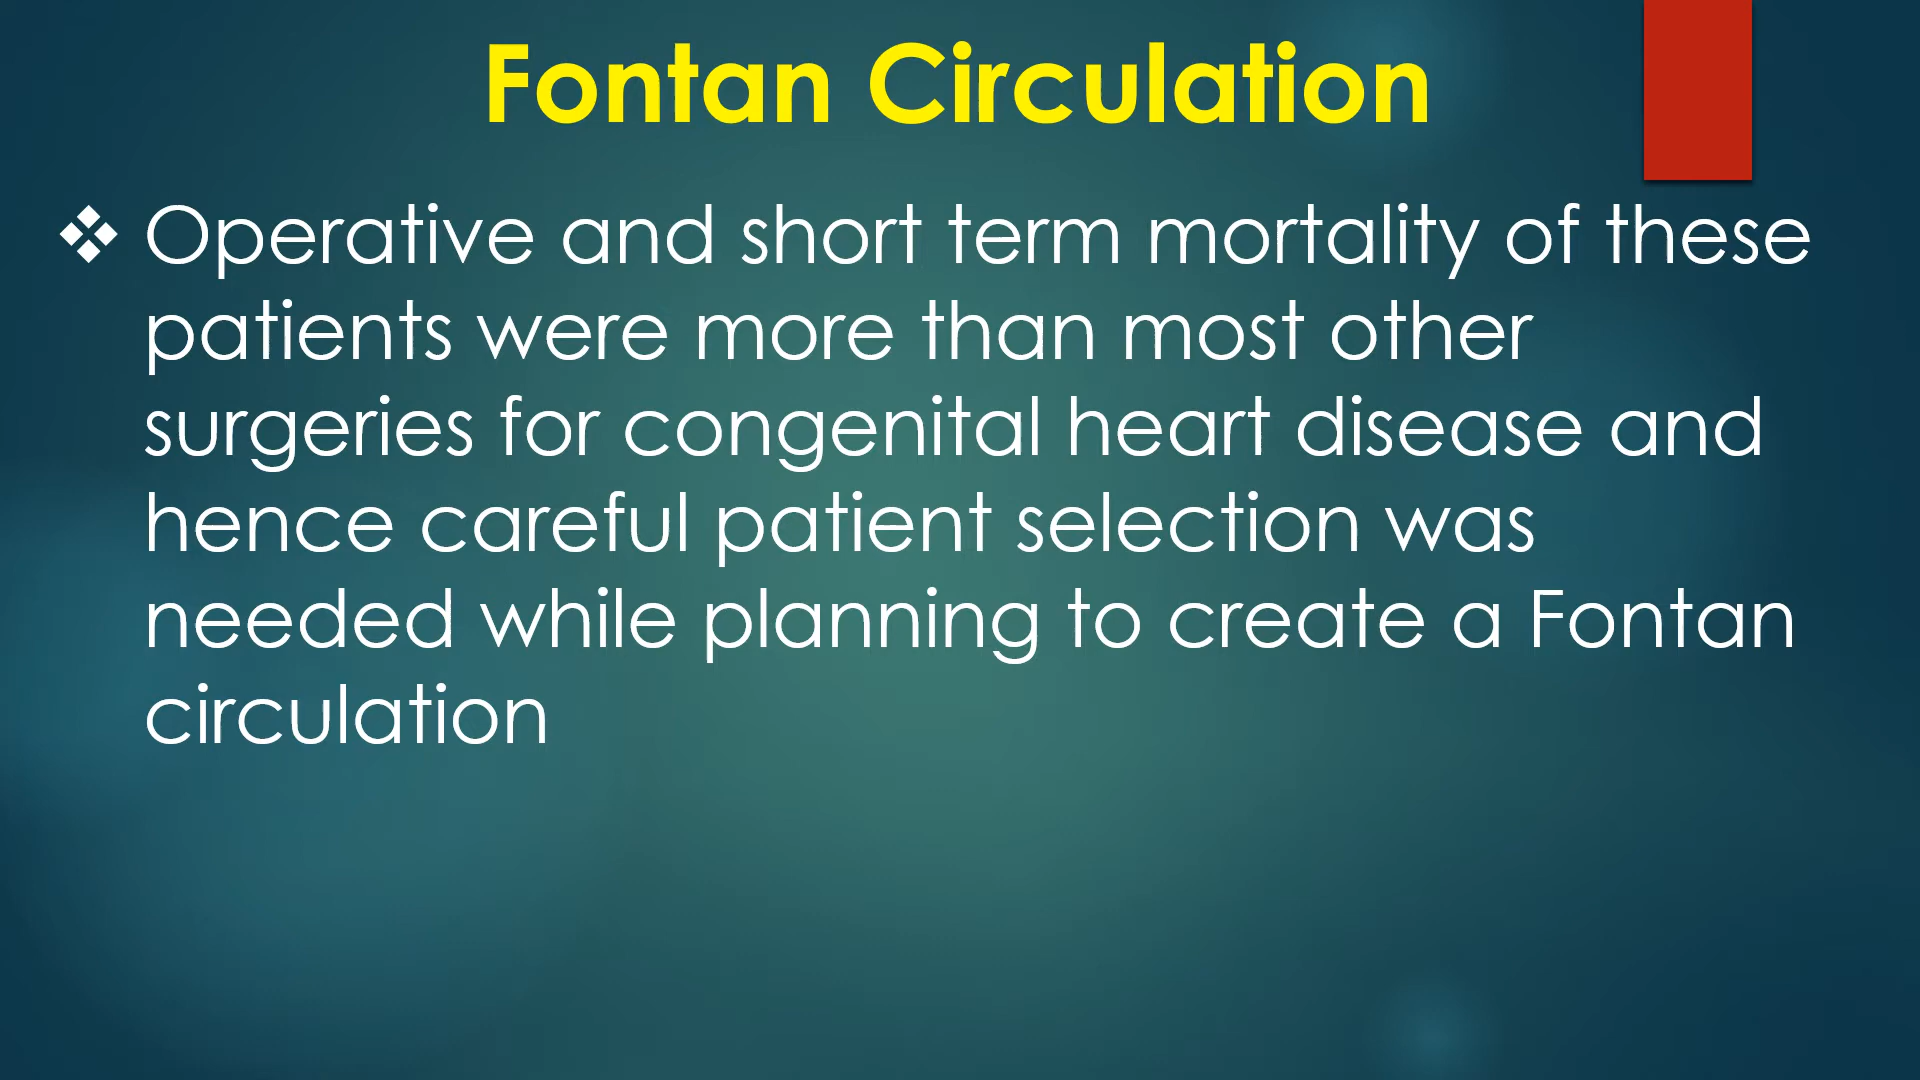 Fontan Circulation
❖ Operative and short term mortality of these
patients were more than most other
surgeries for congenital heart disease and
hence careful patient selection was
needed while planning to create a Fontan
circulation